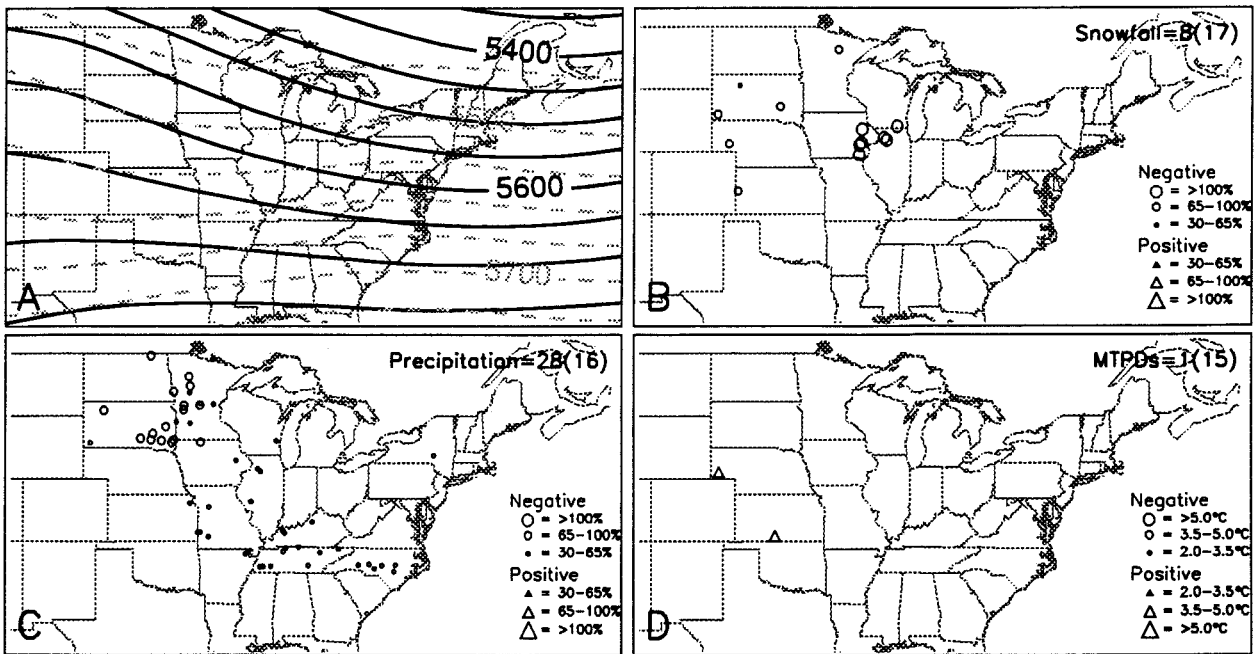 5400
5600
5700
A
Snowfall=8(17)
Negative
= >100%
= 65-100%
= 30-65%
Positive
= 30-65%
= 65-100%
= >100%
B
Precipitation=28(16)
Negative
= >100%
= 65-100%
= 30-65%
Positive
= 30-65%
= 65-100%
= >100%
C
MTPDs=1(15)
Negative
= >5.0°C
= 3.5-5.0°C
= 2.0-3.5°C
Positive
= 2.0-3.5°C
= 3.5-5.0°C
= >5.0°C
D